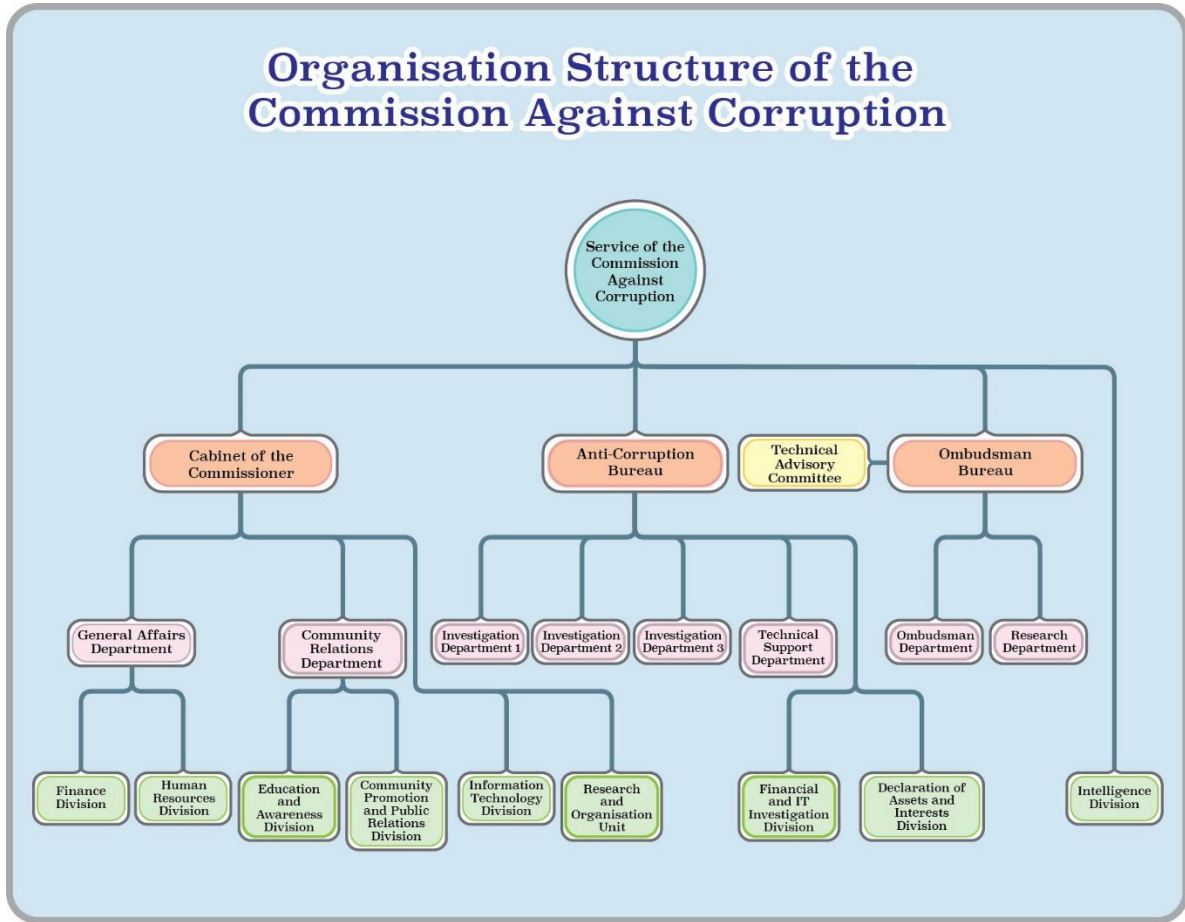 Organisation Structure of the
Commission Against Corruption
Service of the
Commission
Against
Corruption
Cabinet of the
Commissioner
Anti-Corruption
Bureau
Technical
Advisory
Committee
Ombudsman
Bureau
General Affairs
Department
Community
Relations
Department
Investigation
Department 1
Investigation
Department 2
Investigation
Department 3
Technical
Support
Department
Ombudsman
Department
Research
Department
Finance
Division
Human
Resources
Division
Education
and
Awareness
Division
Community
Promotion
and Public
Relations
Division
Information
Technology
Division
Research
and
Organisation
Unit
Financial
and IT
Investigation
Division
Declaration of
Assets and
Interests
Division
Intelligence
Division